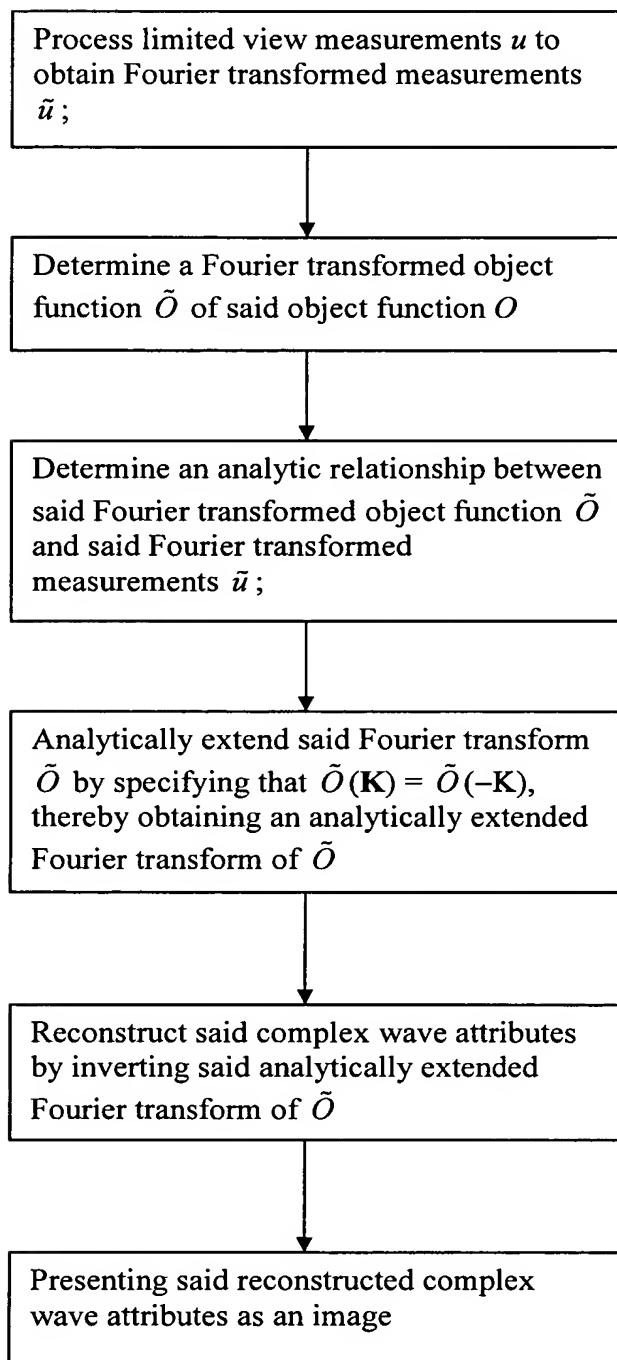 Process limited view measurements u to
obtain Fourier transformed measurements
ũ ;
Determine a Fourier transformed object
function Õ of said object function O
Determine an analytic relationship between
said Fourier transformed object function Õ
and said Fourier transformed
measurements ũ ;
Analytically extend said Fourier transform
Õ by specifying that Õ(K) = Õ(−K),
thereby obtaining an analytically extended
Fourier transform of Õ
Reconstruct said complex wave attributes
by inverting said analytically extended
Fourier transform of Õ
Presenting said reconstructed complex
wave attributes as an image